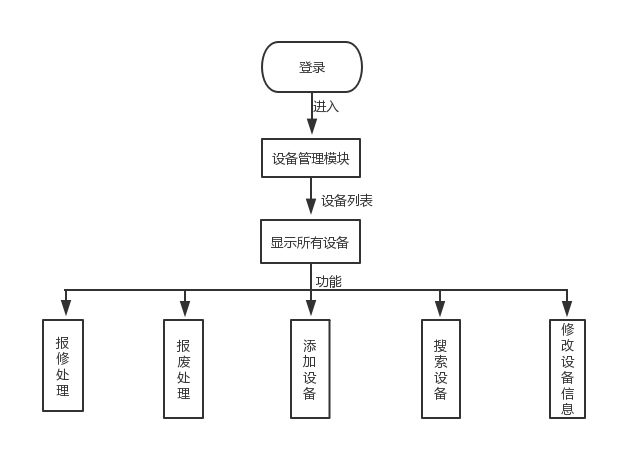 登录
进入
设备管理模块
设备列表
显示所有设备
功能
报修处理
报废处理
添加设备
搜索设备
修改设备信息